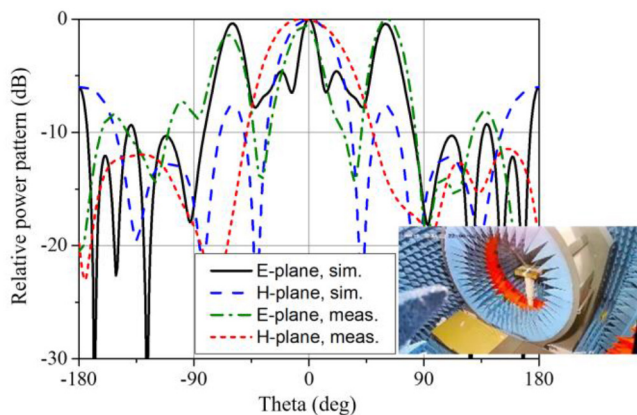 0
-10
-20
-30
Relative power pattern (dB)
E-plane, sim.
H-plane, sim.
E-plane, meas.
H-plane, meas.
-180
-90
0
90
180
Theta (deg)